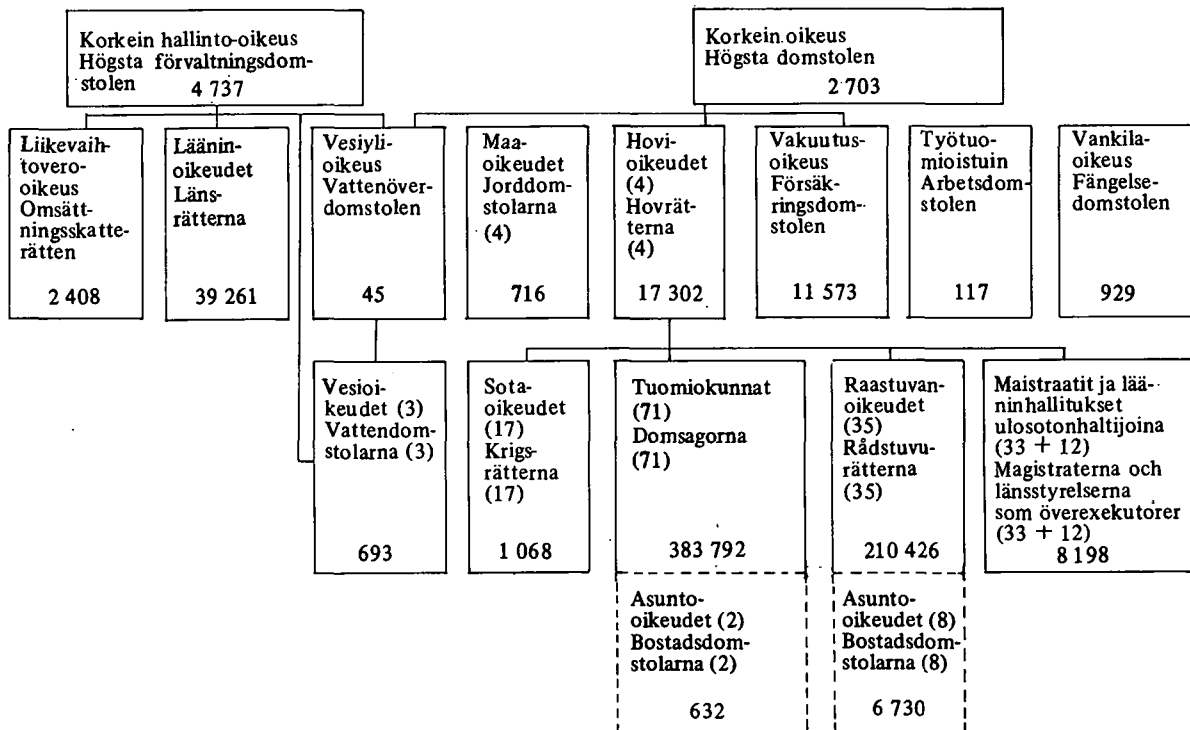 Korkein hallinto-oikeus
Högsta förvaltningsdom-
stolen
4 737
Korkein oikeus
Högsta domstolen
2 703
Liikevaih-
tovero-
oikeus
Omsätt-
ningsskatte-
rätten
2 408
Läänin-
oikeudet
Läns-
rätterna
39 261
Vesiyli-
oikeus
Vattenöver-
domstolen
45
Maa-
oikeudet
Jorddom-
stolarna
(4)
716
Hovi-
oikeudet
(4)
Hovrät-
terna
(4)
17 302
Vakuutus-
oikeus
Försäk-
ringsdom-
stolen
11 573
Työtuo-
mioistuin
Arbetsdom-
stolen
117
Vankila-
oikeus
Fängelse-
domstolen
929
Vesioi-
keudet (3)
Vattendom-
stolarna (3)
693
Sota-
oikeudet
(17)
Krigs-
rätterna
(17)
1 068
Tuomiokunnat
(71)
Domsagorna
(71)
383 792
Raastuvan-
oikeudet
(35)
Rådstuvu-
rätterna
(35)
210 426
Maistraatit ja lää-
ninhallitukset
ulosotonhaltijoina
(33 + 12)
Magistraterna och
länsstyrelserna
som överexekutorer
(33 + 12)
8 198
Asunto-
oikeudet (2)
Bostadsdom-
stolarna (2)
632
Asunto-
oikeudet (8)
Bostadsdom-
stolarna (8)
6 730